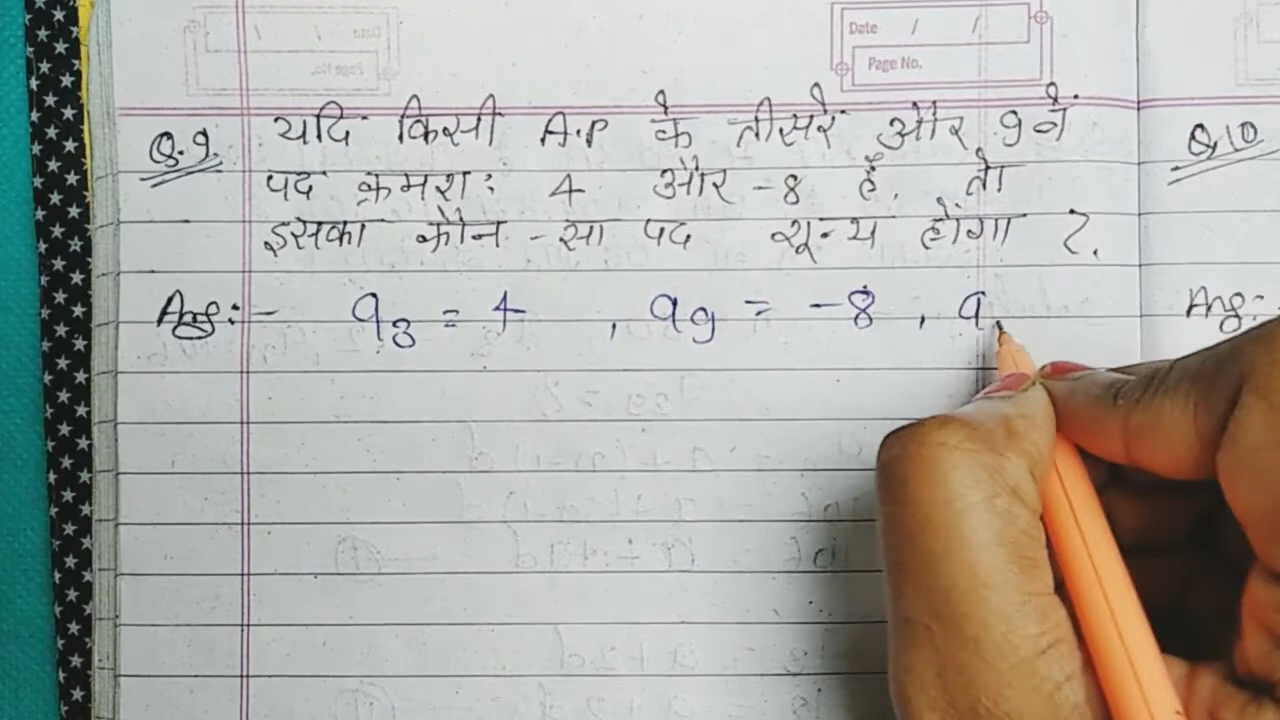 Date / /
Page No.
Q.9. यदि किसी A.P के तीसरे और 9वें
पद क्रमशः 4 और -8 हैं. तो
इसका कौन-सा पद शून्य होगा ?.
Ans:- a3 = 4 , a9 = -8 , a
Q.10
Ans: